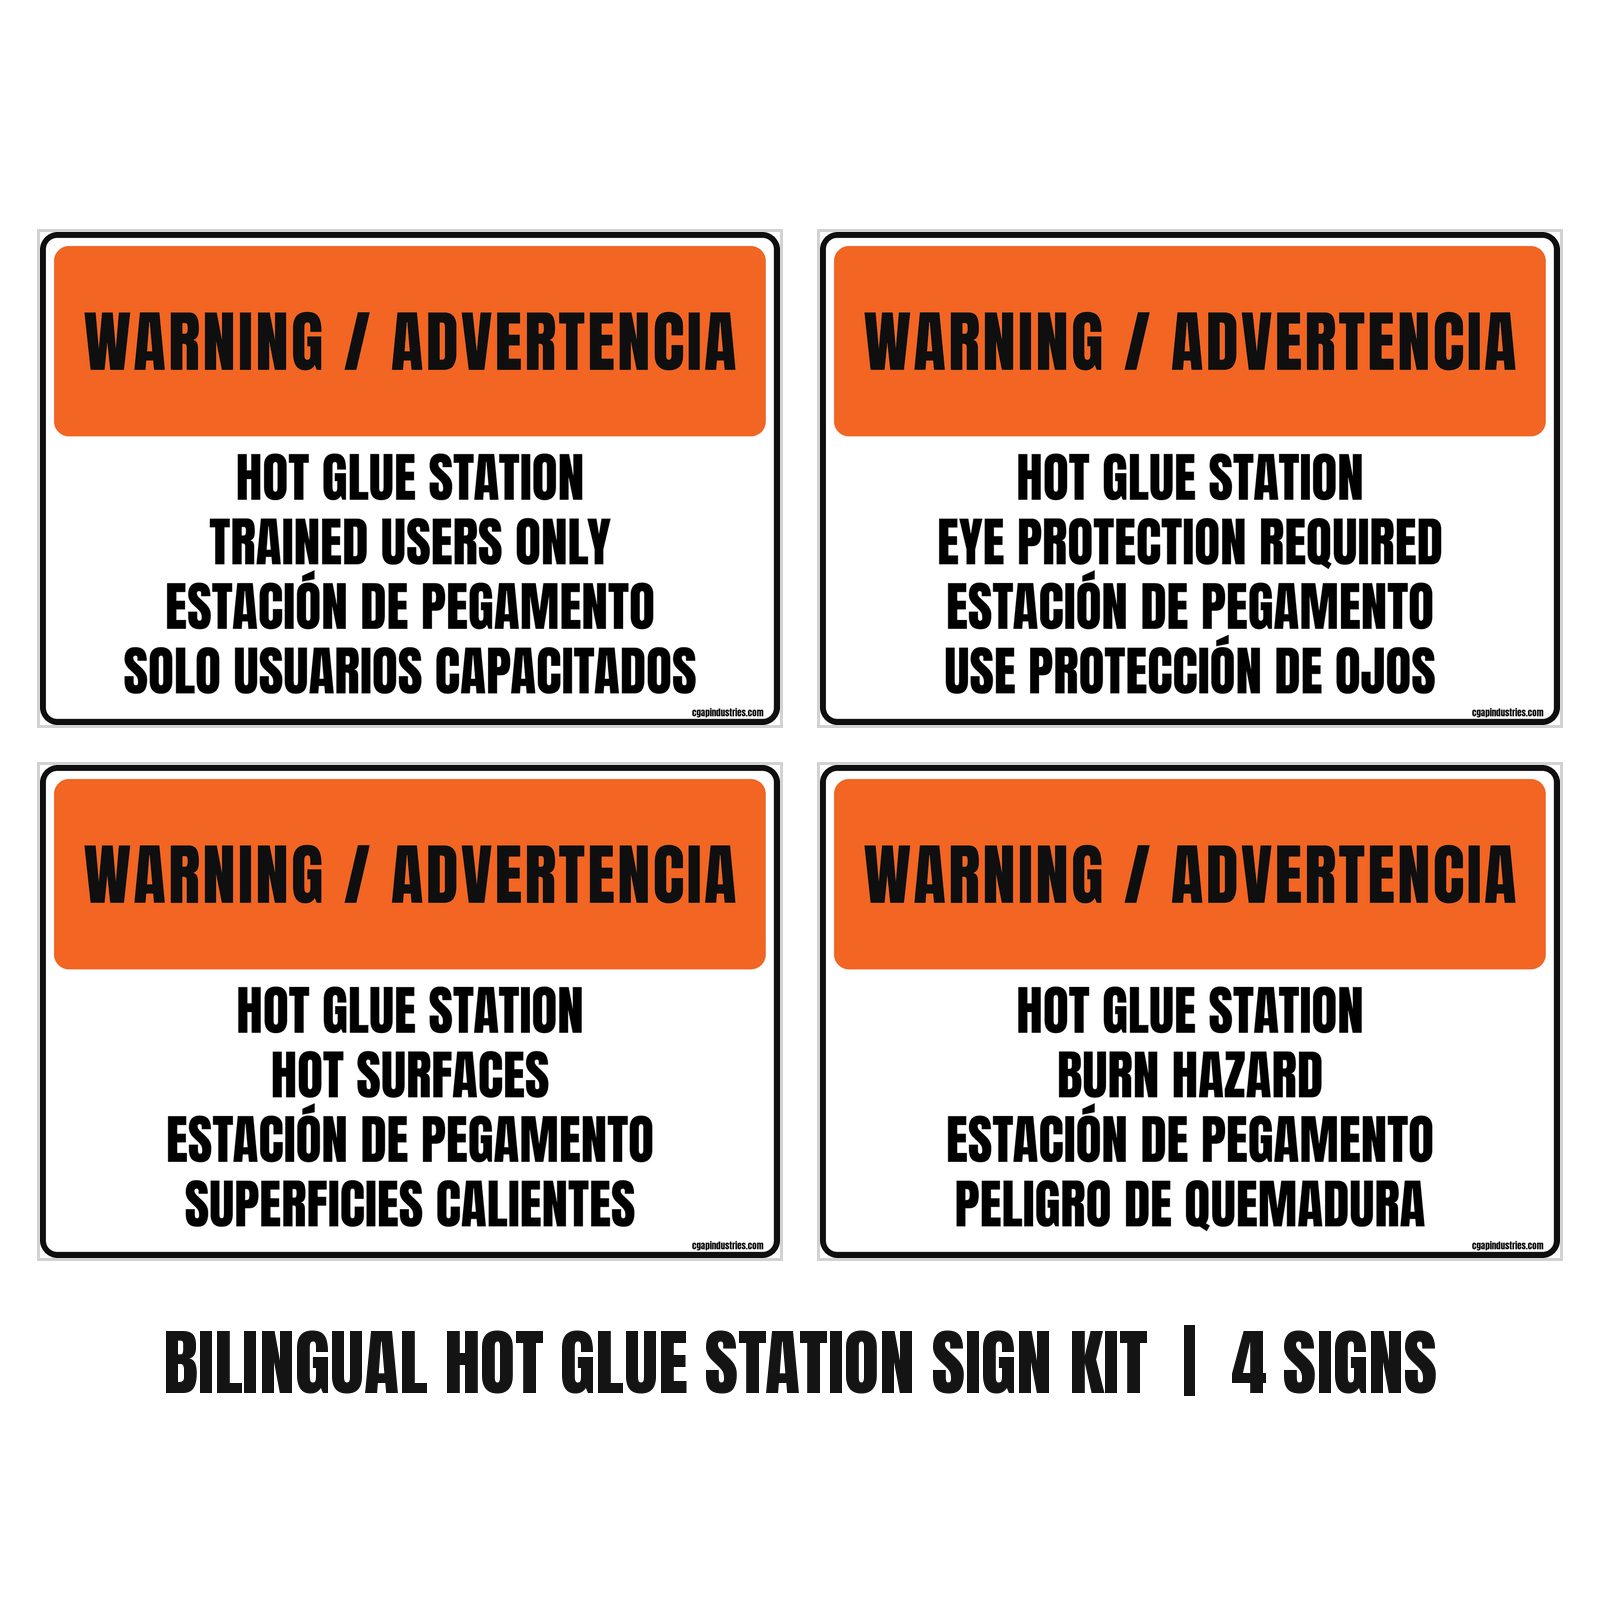 WARNING / ADVERTENCIA
HOT GLUE STATION
TRAINED USERS ONLY
ESTACIÓN DE PEGAMENTO
SOLO USUARIOS CAPACITADOS
cgapindustries.com
WARNING / ADVERTENCIA
HOT GLUE STATION
EYE PROTECTION REQUIRED
ESTACIÓN DE PEGAMENTO
USE PROTECCIÓN DE OJOS
cgapindustries.com
WARNING / ADVERTENCIA
HOT GLUE STATION
HOT SURFACES
ESTACIÓN DE PEGAMENTO
SUPERFICIES CALIENTES
cgapindustries.com
WARNING / ADVERTENCIA
HOT GLUE STATION
BURN HAZARD
ESTACIÓN DE PEGAMENTO
PELIGRO DE QUEMADURA
cgapindustries.com
BILINGUAL HOT GLUE STATION SIGN KIT | 4 SIGNS